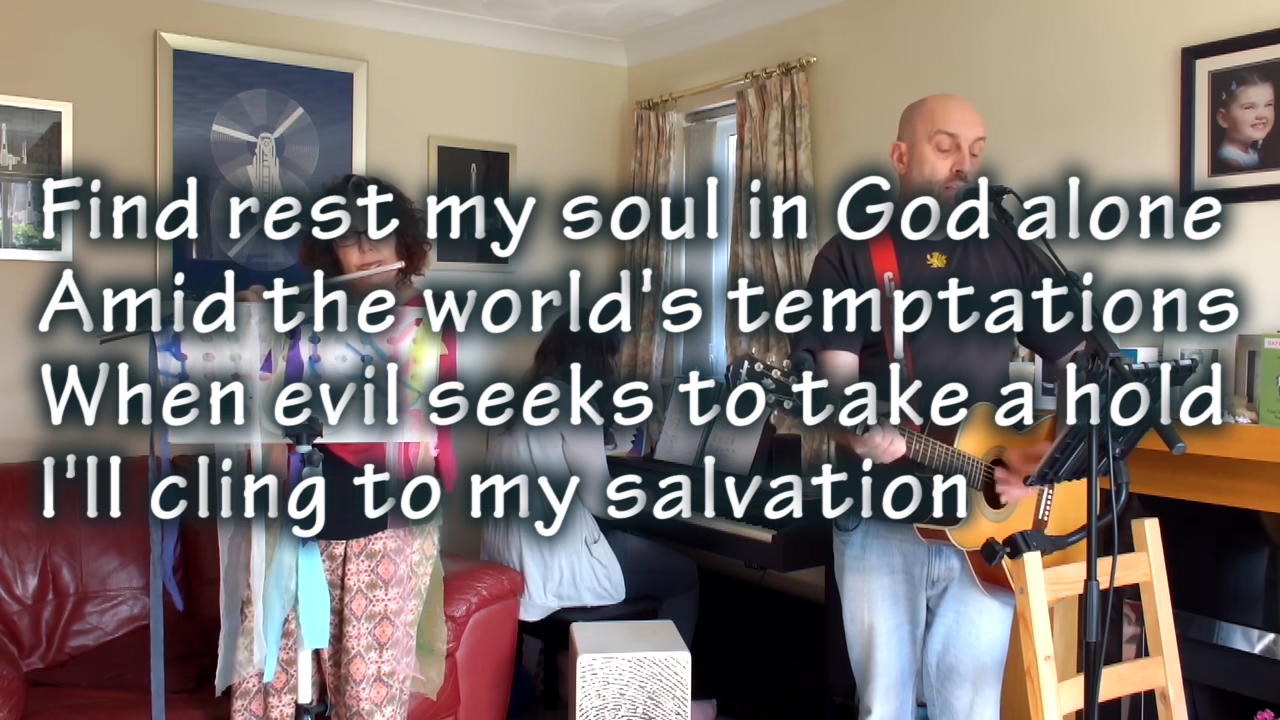 Find rest my soul in God alone
Amid the world's temptations
When evil seeks to take a hold
I'll cling to my salvation